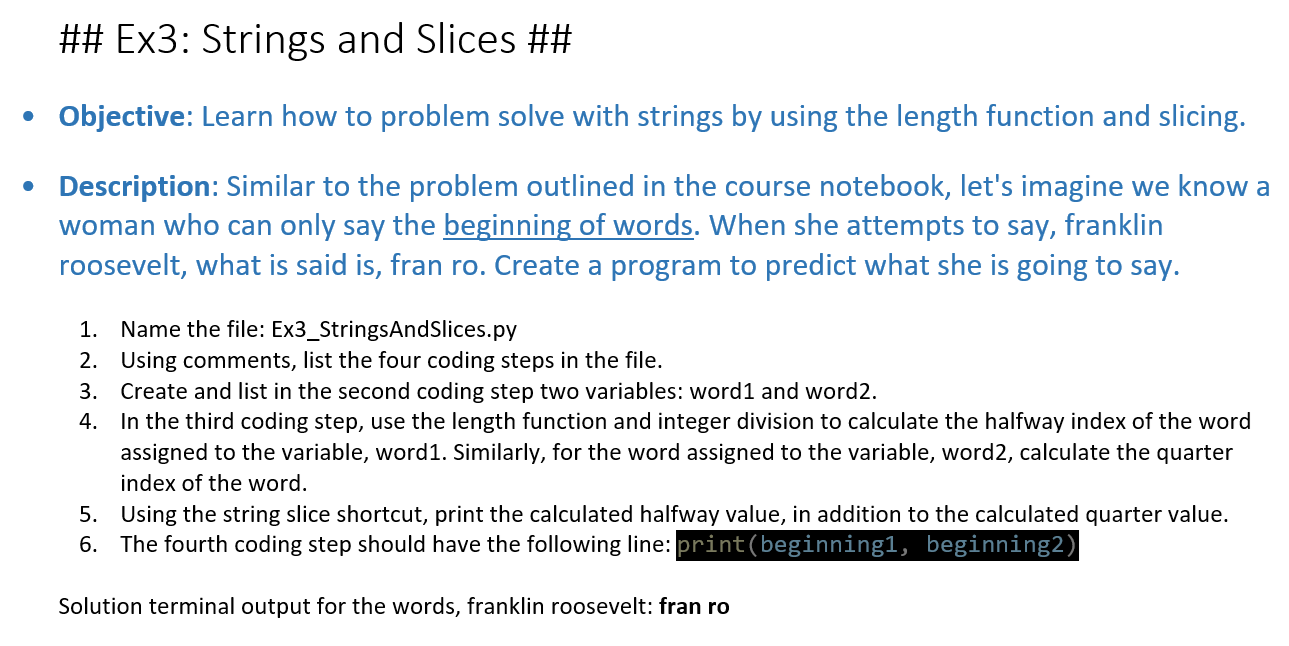 ## Ex3: Strings and Slices ##
• Objective: Learn how to problem solve with strings by using the length function and slicing.
• Description: Similar to the problem outlined in the course notebook, let's imagine we know a
woman who can only say the beginning of words. When she attempts to say, franklin
roosevelt, what is said is, fran ro. Create a program to predict what she is going to say.
1. Name the file: Ex3_StringsAndSlices.py
2. Using comments, list the four coding steps in the file.
3. Create and list in the second coding step two variables: word1 and word2.
4. In the third coding step, use the length function and integer division to calculate the halfway index of the word
assigned to the variable, word1. Similarly, for the word assigned to the variable, word2, calculate the quarter
index of the word.
5. Using the string slice shortcut, print the calculated halfway value, in addition to the calculated quarter value.
6. The fourth coding step should have the following line: print(beginning1, beginning2)
Solution terminal output for the words, franklin roosevelt: fran ro